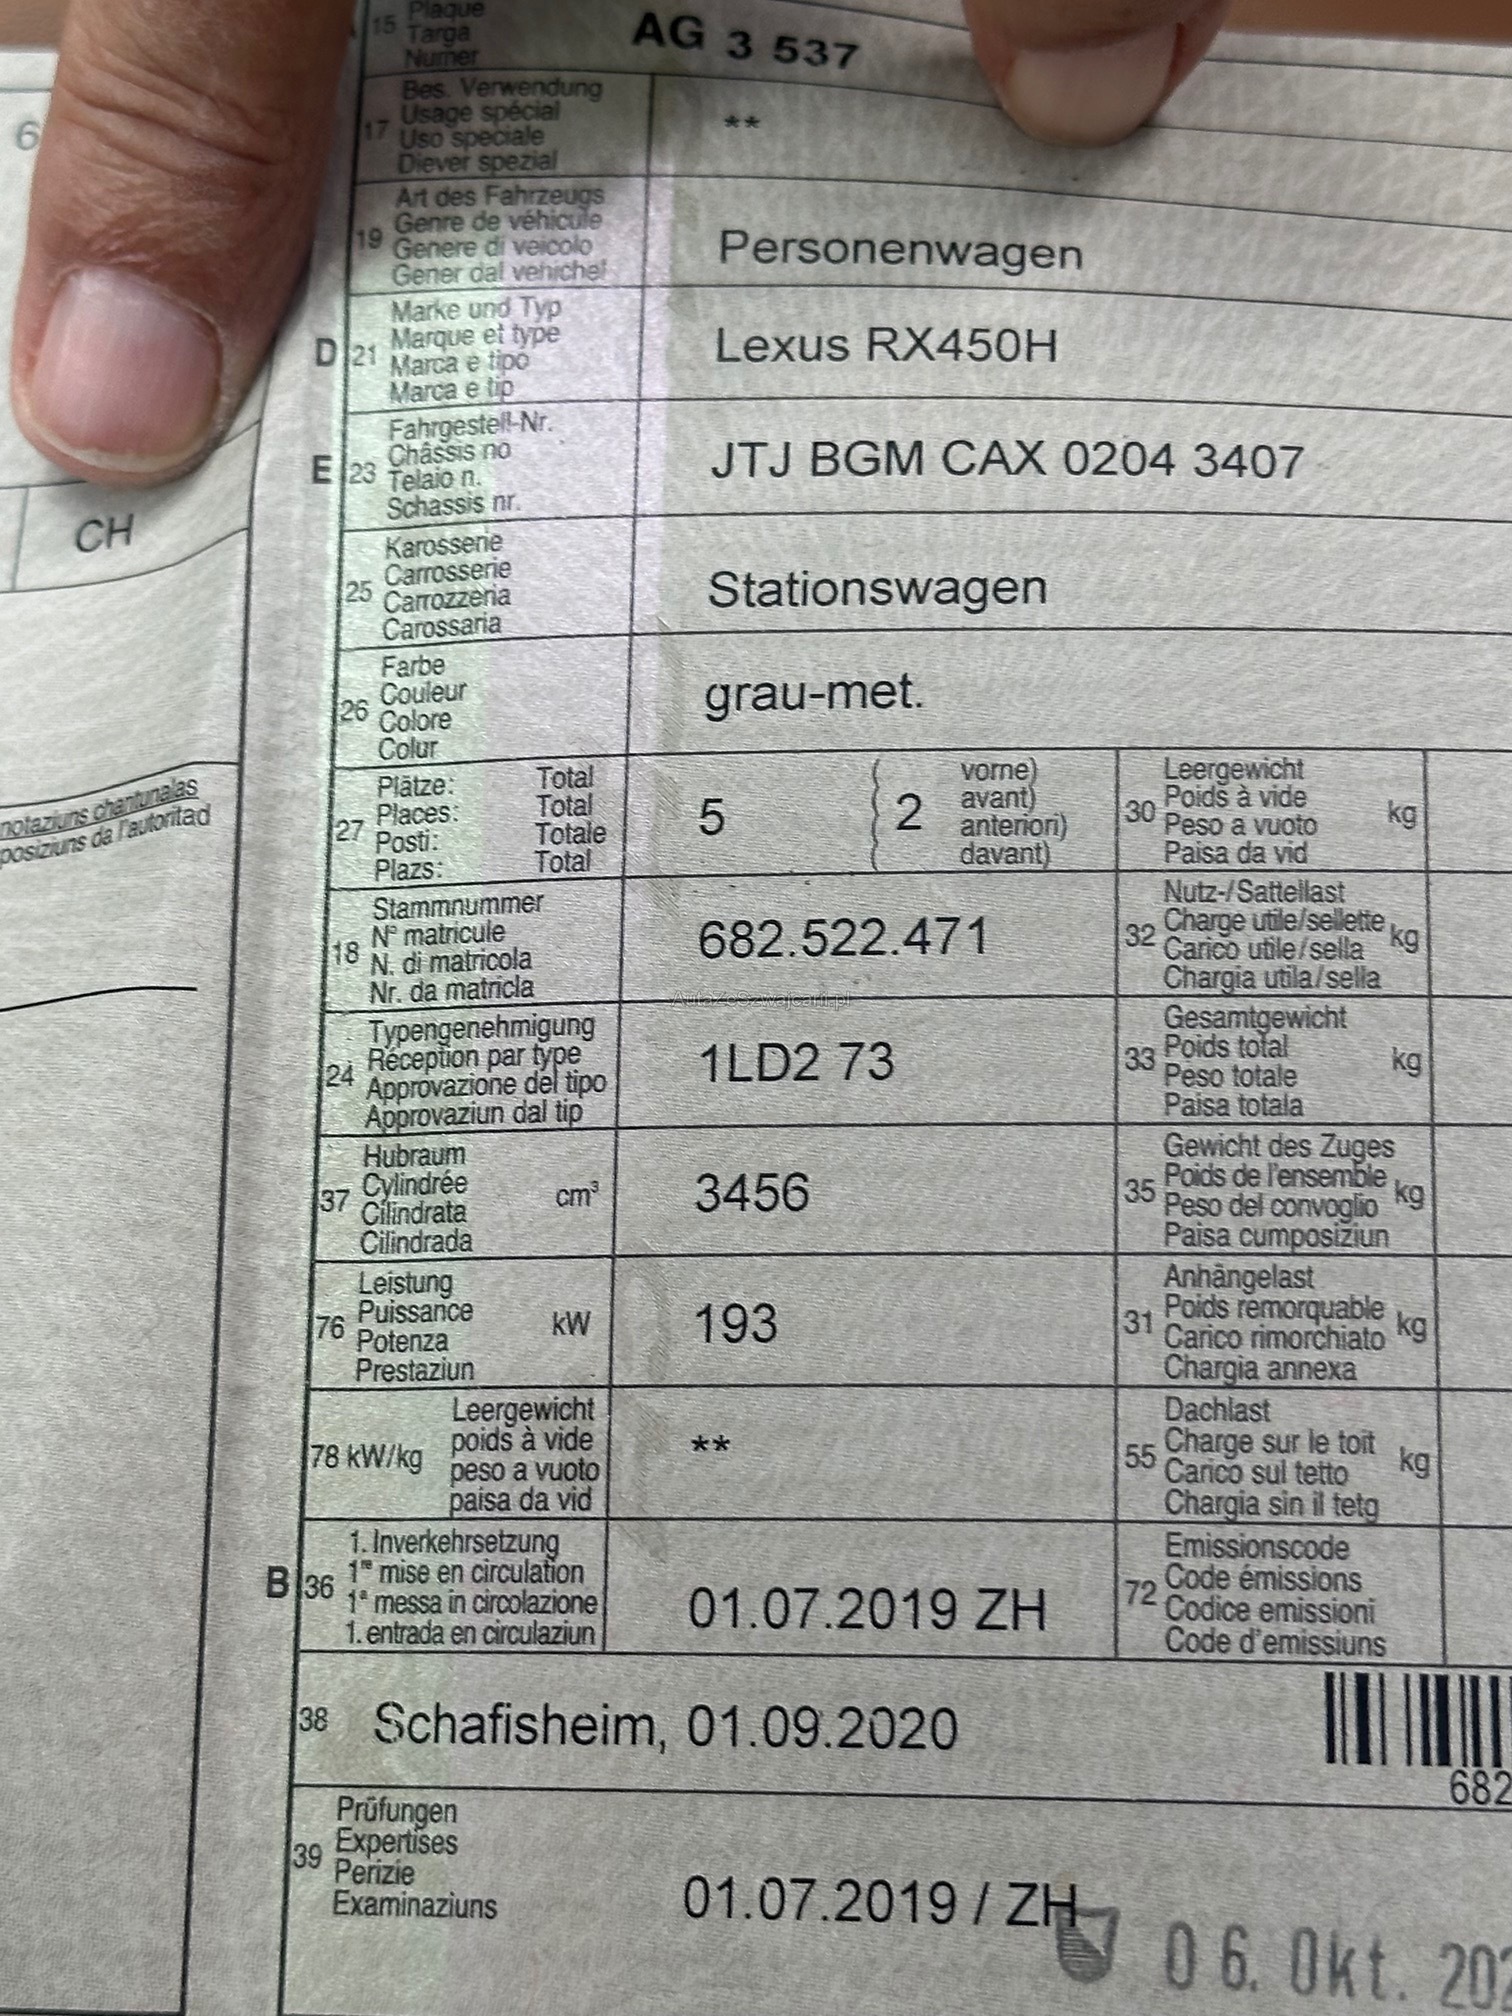 15 Plaque
Targa
Numer
AG 3 537
17 Bes. Verwendung
Usage spécial
Uso speciale
Diever spezial
**
19 Art des Fahrzeugs
Genre de véhicule
Genere di veicolo
Gener dal vehichel
Personenwagen
D 21 Marke und Typ
Marque et type
Marca e tipo
Marca e tip
Lexus RX450H
E 23 Fahrgestell-Nr.
Châssis no
Telaio n.
Schassis nr.
JTJ BGM CAX 0204 3407
25 Karosserie
Carrosserie
Carrozzeria
Carossaria
Stationswagen
26 Farbe
Couleur
Colore
Colur
grau-met.
27 Plätze: Total
Places: Total
Posti: Totale
Plazs: Total
5 2
vorne)
avant)
anteriori)
davant)
30 Leergewicht
Poids à vide kg
Peso a vuoto
Paisa da vid
18 Stammnummer
N° matricule
N. di matricola
Nr. da matricla
682.522.471
32 Nutz-/Sattellast
Charge utile/sellette kg
Carico utile/sella
Chargia utila/sella
AutazeSzwajcarii.pl
24 Typengenehmigung
Réception par type
Approvazione del tipo
Approvaziun dal tip
1LD2 73
33 Gesamtgewicht
Poids total kg
Peso totale
Paisa totala
37 Hubraum
Cylindrée cm³
Cilindrata
Cilindrada
3456
35 Gewicht des Zuges
Poids de l'ensemble kg
Peso del convoglio
Paisa cumposiziun
76 Leistung
Puissance kW
Potenza
Prestaziun
193
31 Anhängelast
Poids remorquable kg
Carico rimorchiato
Chargia annexa
78 kW/kg Leergewicht
poids à vide
peso a vuoto
paisa da vid
**
55 Dachlast
Charge sur le toit kg
Carico sul tetto
Chargia sin il tetg
B 36 1. Inverkehrsetzung
1re mise en circulation
1a messa in circolazione
1. entrada en circulaziun
01.07.2019 ZH
72 Emissionscode
Code émissions
Codice emissioni
Code d'emissiuns
38 Schafisheim, 01.09.2020
682
39 Prüfungen
Expertises
Perizie
Examinaziuns
01.07.2019 / ZH
06. Okt. 202
6
CH
notaziuns chantunalas
posiziuns da l'autoritad